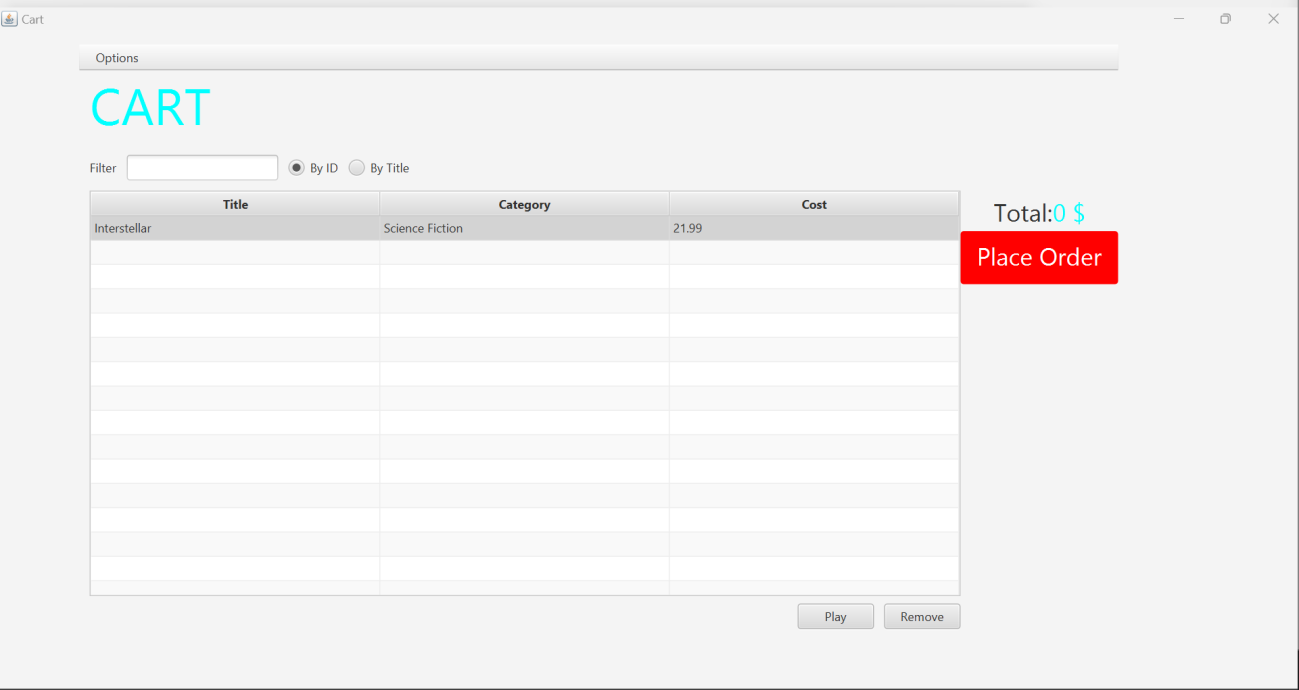 Cart
Options
CART
Filter By ID By Title
Title Category Cost
Interstellar Science Fiction 21.99
Total:0 $
Place Order
Play Remove